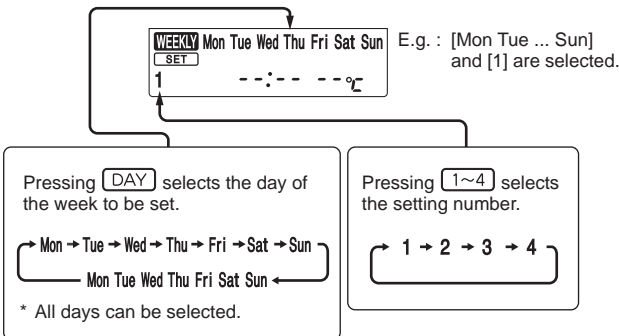 WEEKLY Mon Tue Wed Thu Fri Sat Sun
SET
1 --:-- --°C
E.g. : [Mon Tue ... Sun]
and [1] are selected.
Pressing DAY selects the day of
the week to be set.
Mon → Tue → Wed → Thu → Fri → Sat → Sun
Mon Tue Wed Thu Fri Sat Sun
* All days can be selected.
Pressing 1~4 selects
the setting number.
1 → 2 → 3 → 4